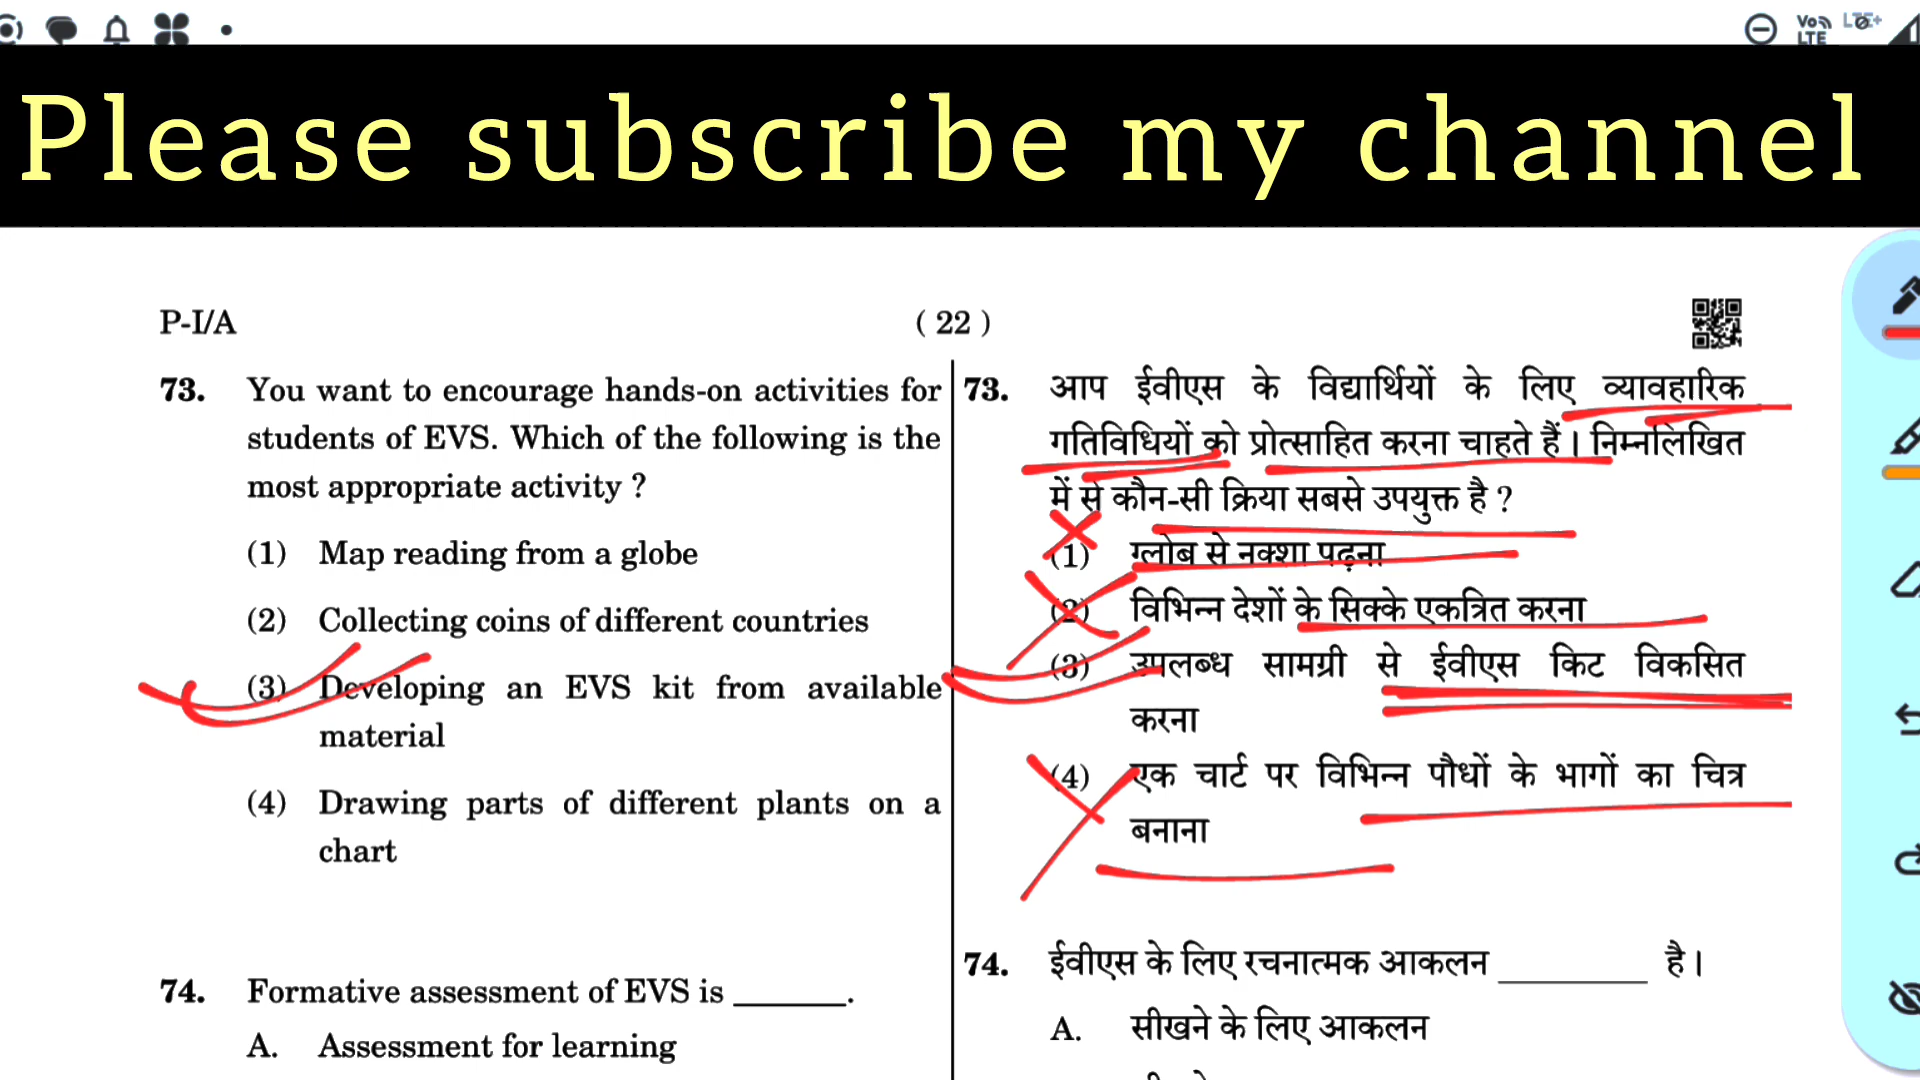 Vo LTE
LTE+
Please subscribe my channel
P-I/A
( 22 )
73. You want to encourage hands-on activities for
students of EVS. Which of the following is the
most appropriate activity ?
(1) Map reading from a globe
(2) Collecting coins of different countries
(3) Developing an EVS kit from available
material
(4) Drawing parts of different plants on a
chart
74. Formative assessment of EVS is ______.
A. Assessment for learning
73. आप ईवीएस के विद्यार्थियों के लिए व्यावहारिक
गतिविधियों को प्रोत्साहित करना चाहते हैं । निम्नलिखित
में से कौन-सी क्रिया सबसे उपयुक्त है ?
(1) ग्लोब से नक्शा पढ़ना
(2) विभिन्न देशों के सिक्के एकत्रित करना
(3) उपलब्ध सामग्री से ईवीएस किट विकसित
करना
(4) एक चार्ट पर विभिन्न पौधों के भागों का चित्र
बनाना
74. ईवीएस के लिए रचनात्मक आकलन ________ है ।
A. सीखने के लिए आकलन